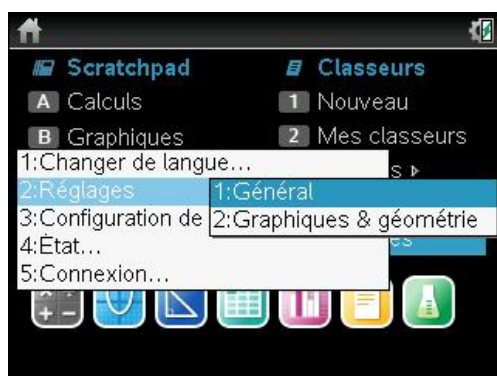 Scratchpad
Classeurs
A Calculs
1 Nouveau
B Graphiques
2 Mes classeurs
1:Changer de langue...
s ▸
2:Réglages
1:Général
3:Configuration de
2:Graphiques & géométrie
4:État...
es
5:Connexion...